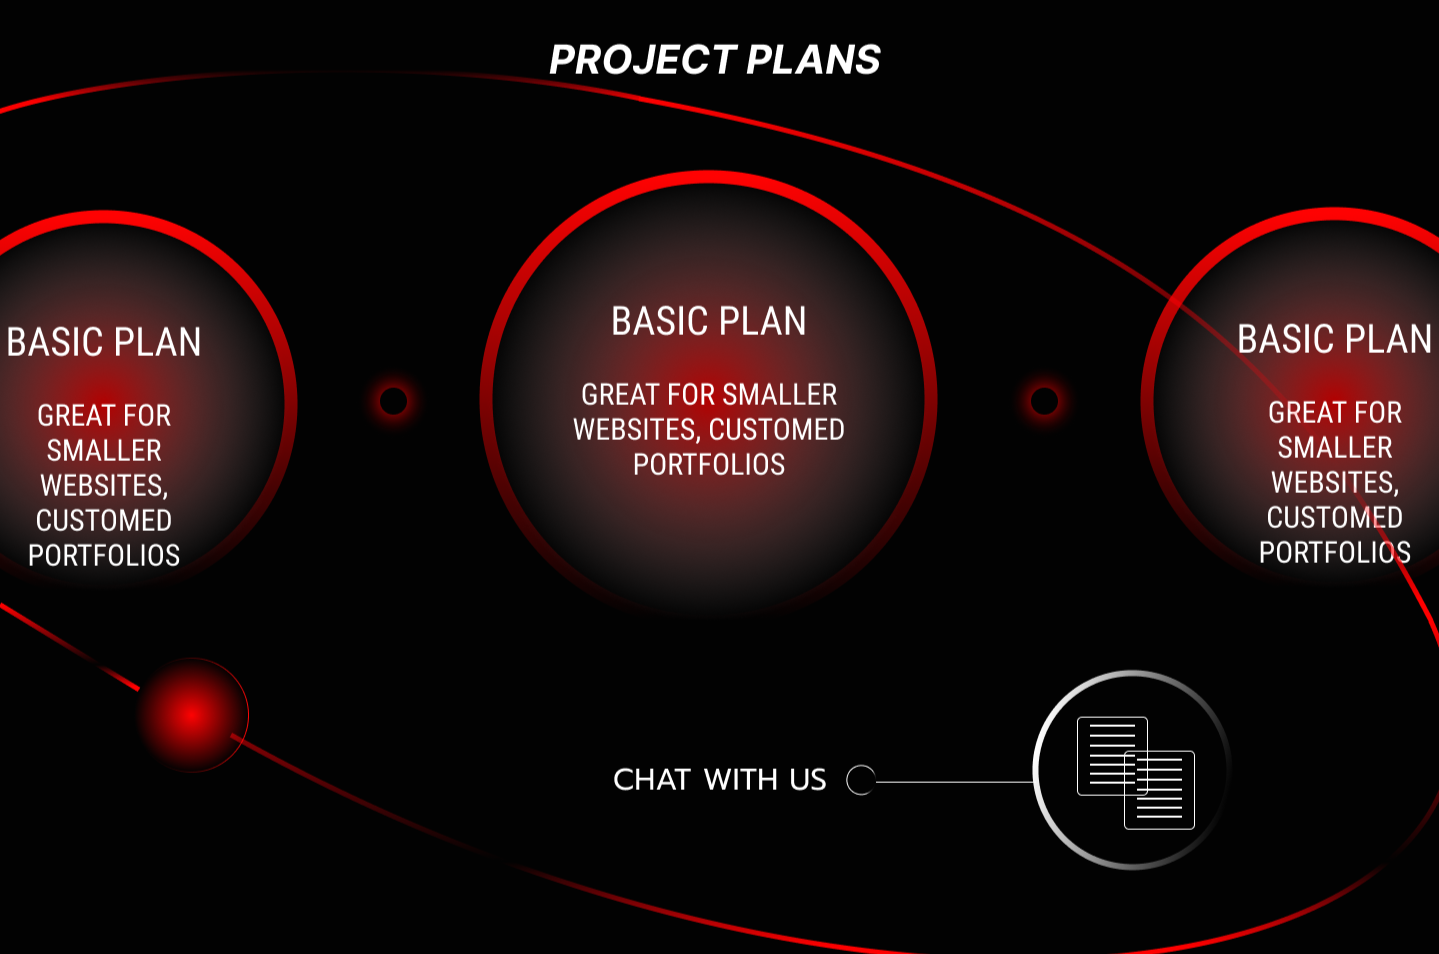 PROJECT PLANS
BASIC PLAN
GREAT FOR
SMALLER
WEBSITES,
CUSTOMED
PORTFOLIOS
BASIC PLAN
GREAT FOR SMALLER
WEBSITES, CUSTOMED
PORTFOLIOS
BASIC PLAN
GREAT FOR
SMALLER
WEBSITES,
CUSTOMED
PORTFOLIOS
CHAT WITH US